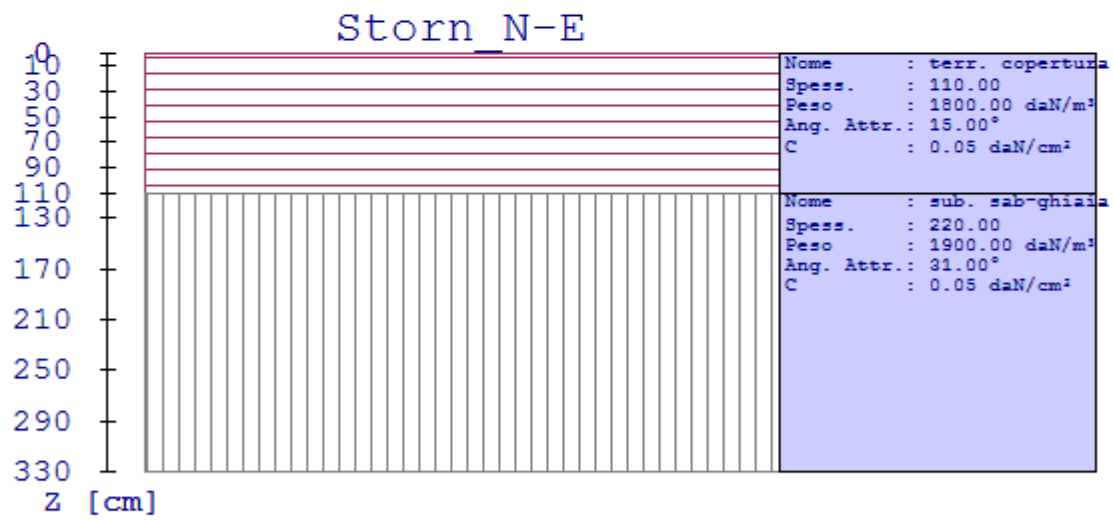 Storn_N-E
0
10
30
50
70
90
110
130
170
210
250
290
330
Z [cm]
Nome : terr. copertura
Spess. : 110.00
Peso : 1800.00 daN/m³
Ang. Attr.: 15.00°
C : 0.05 daN/cm²
Nome : sub. sab-ghiaia
Spess. : 220.00
Peso : 1900.00 daN/m³
Ang. Attr.: 31.00°
C : 0.05 daN/cm²